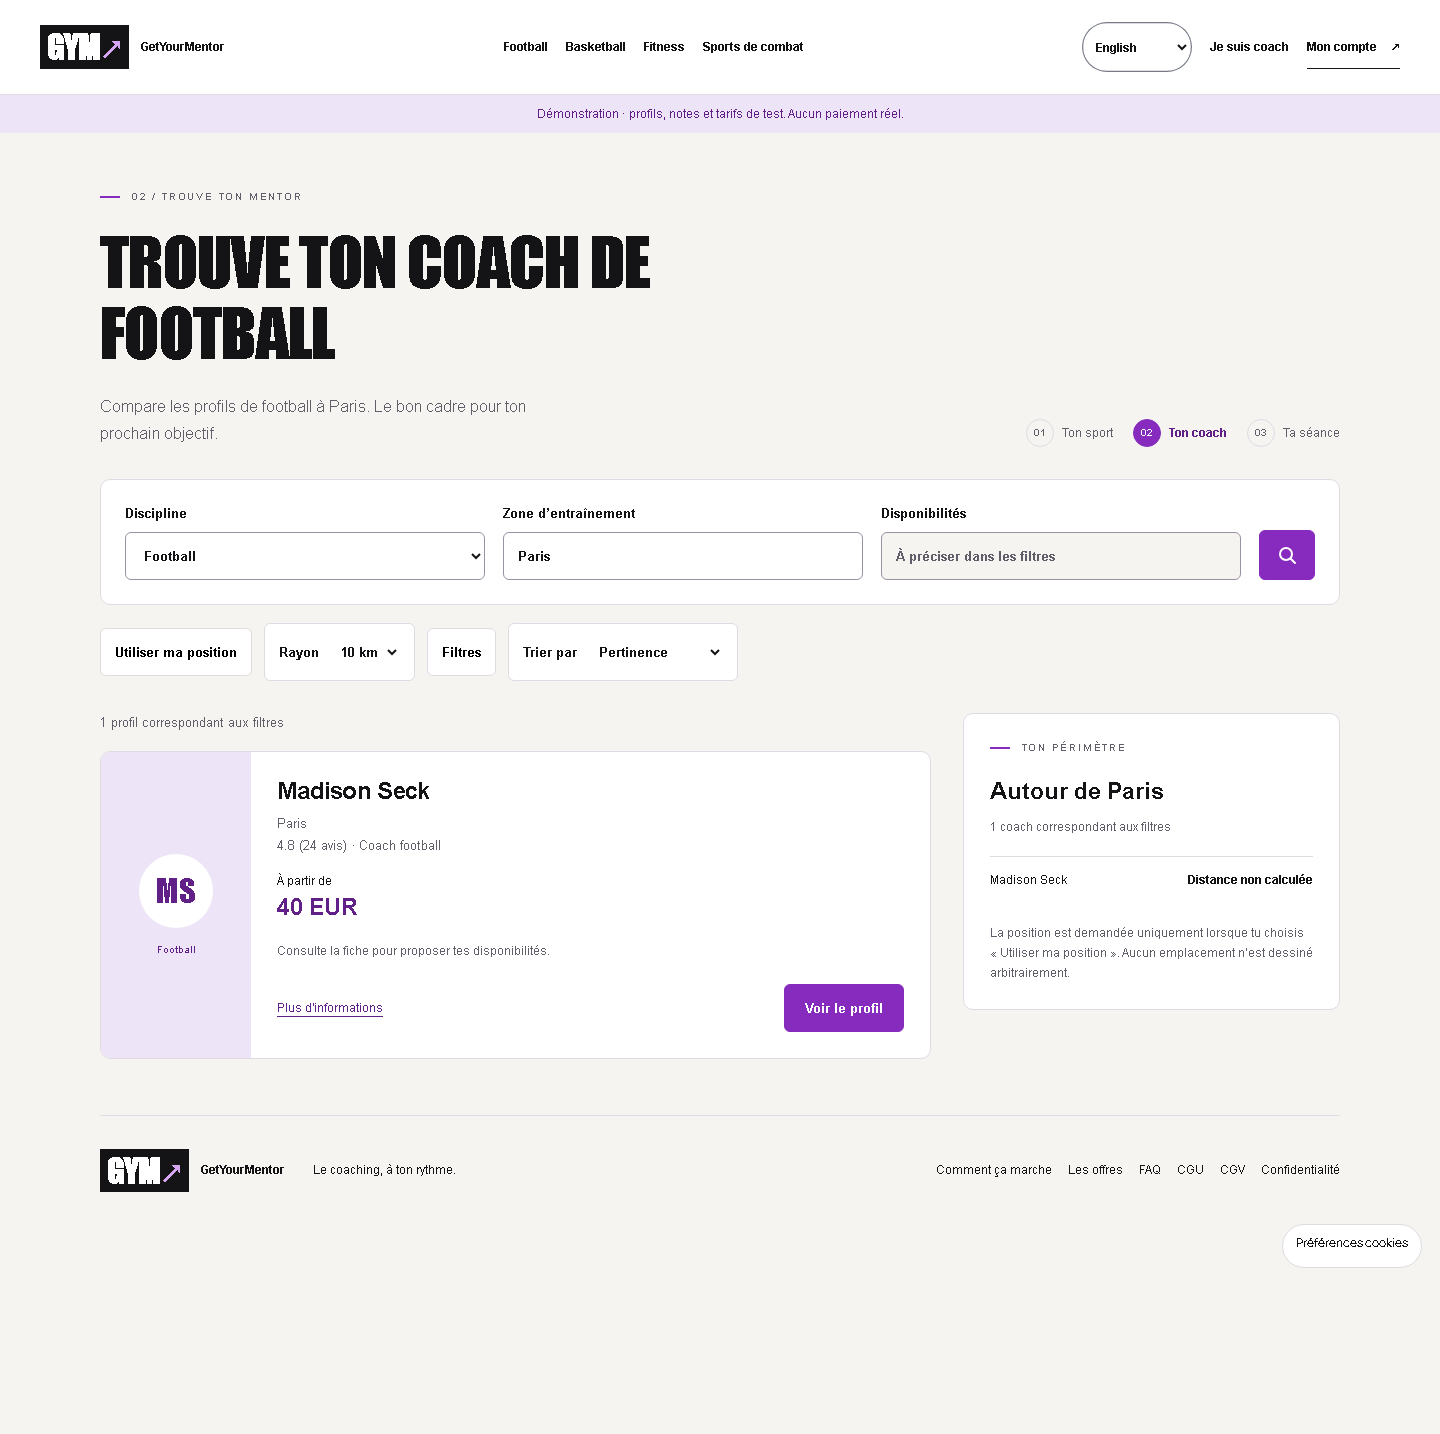 GYM↗ GetYourMentor
Football Basketball Fitness Sports de combat
English Je suis coach Mon compte ↗
Démonstration · profils, notes et tarifs de test. Aucun paiement réel.
02 / TROUVE TON MENTOR
TROUVE TON COACH DE
FOOTBALL
Compare les profils de football à Paris. Le bon cadre pour ton
prochain objectif.
01 Ton sport 02 Ton coach 03 Ta séance
Discipline Zone d’entraînement Disponibilités
Football Paris À préciser dans les filtres
Utiliser ma position Rayon 10 km Filtres Trier par Pertinence
1 profil correspondant aux filtres
MS
Football
Madison Seck
Paris
4.8 (24 avis) · Coach football
À partir de
40 EUR
Consulte la fiche pour proposer tes disponibilités.
Plus d'informations Voir le profil
TON PÉRIMÈTRE
Autour de Paris
1 coach correspondant aux filtres
Madison Seck Distance non calculée
La position est demandée uniquement lorsque tu choisis
« Utiliser ma position ». Aucun emplacement n'est dessiné
arbitrairement.
GYM↗ GetYourMentor Le coaching, à ton rythme.
Comment ça marche Les offres FAQ CGU CGV Confidentialité
Préférences cookies